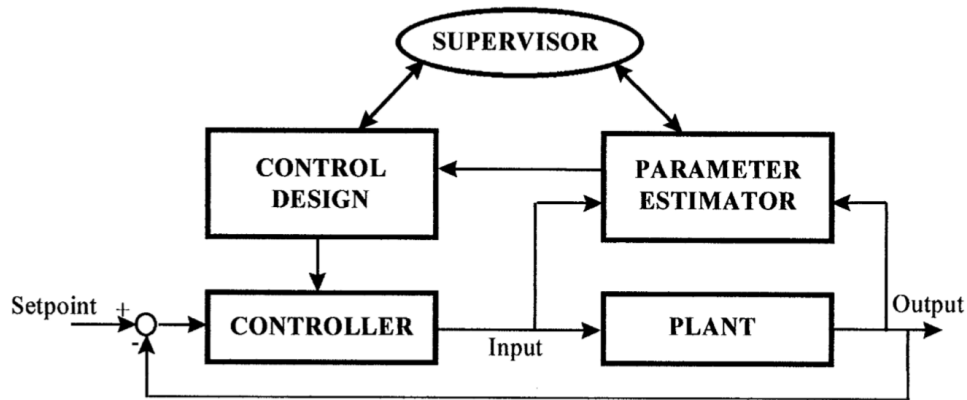 SUPERVISOR
CONTROL
DESIGN
PARAMETER
ESTIMATOR
Setpoint
+
-
CONTROLLER
Input
PLANT
Output